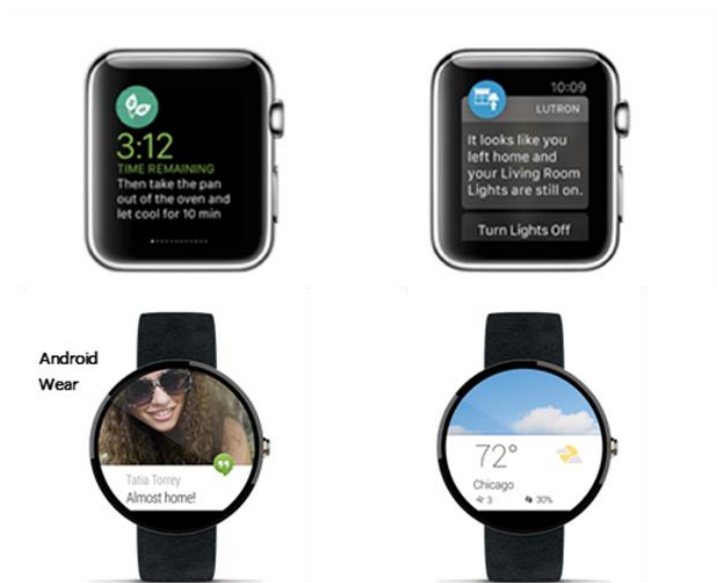 3:12
TIME REMAINING
Then take the pan
out of the oven and
let cool for 10 min
10:09
LUTRON
It looks like you
left home and
your Living Room
Lights are still on.
Turn Lights Off
Android
Wear
Tatia Torrey
Almost home!
72°
Chicago
3 30%